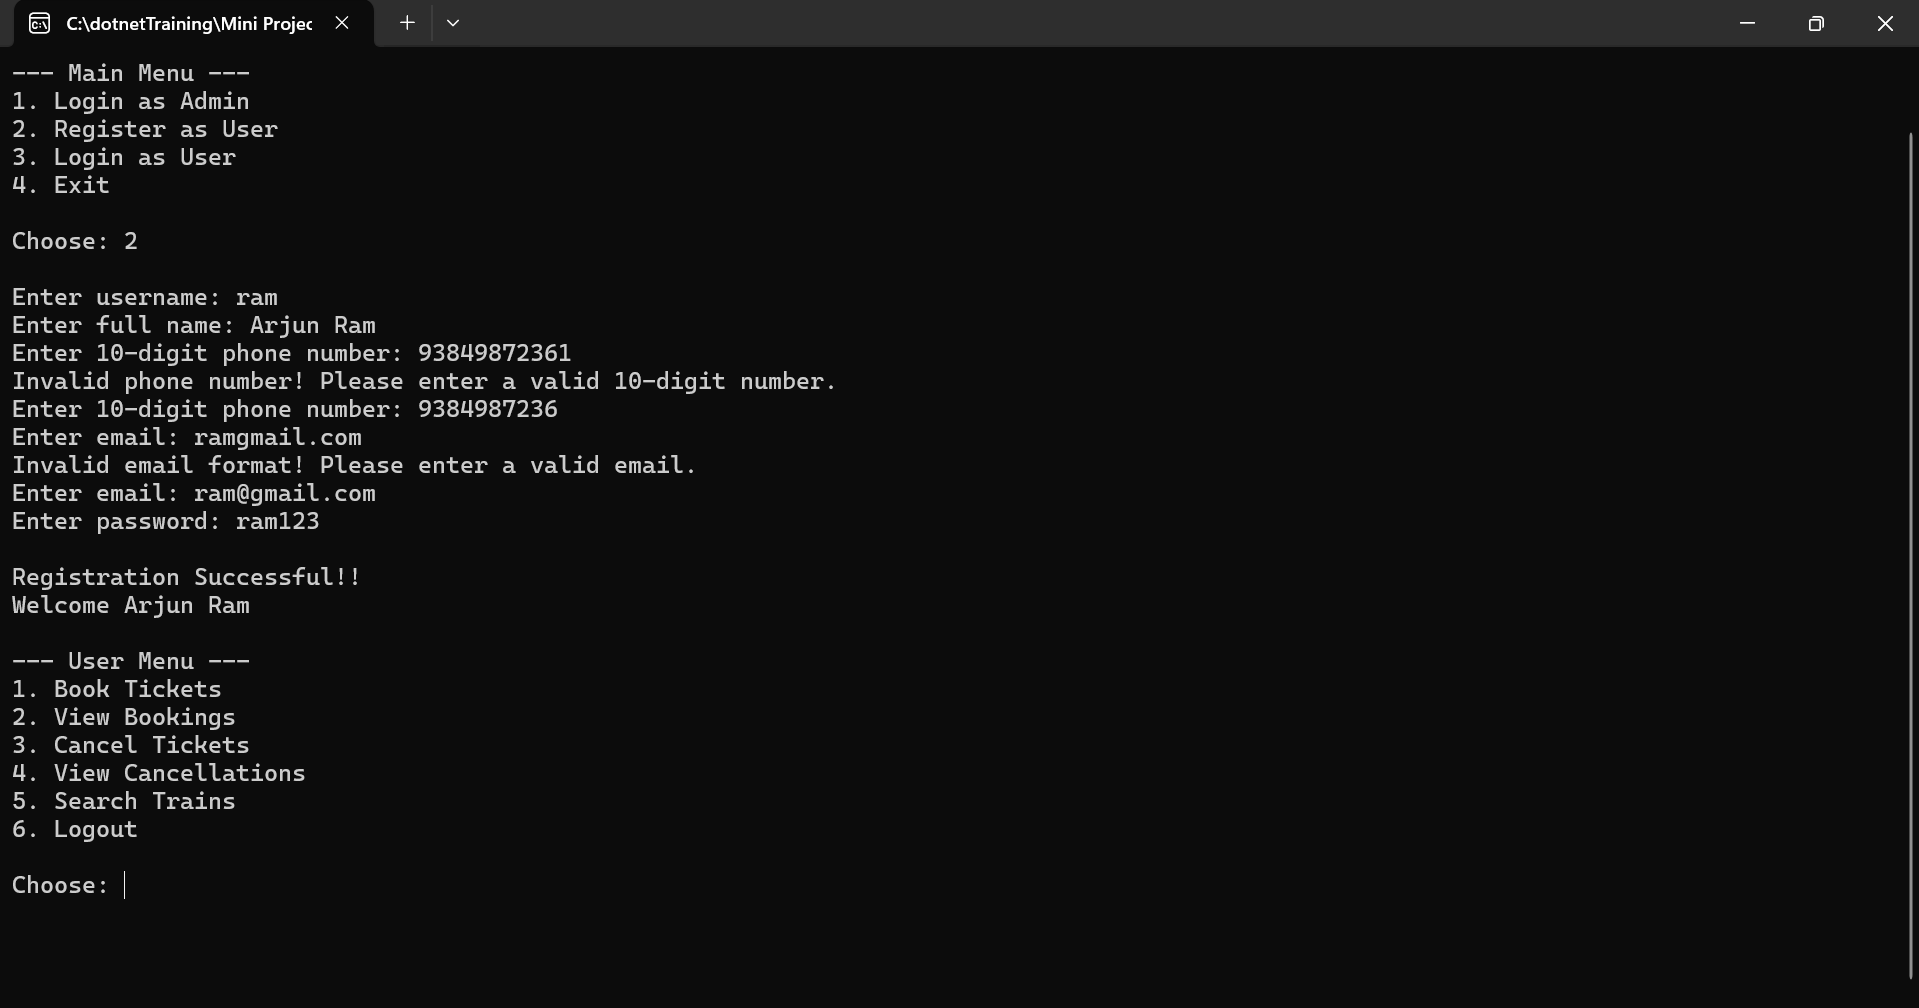 C:\dotnetTraining\Mini Projec
--- Main Menu ---
1. Login as Admin
2. Register as User
3. Login as User
4. Exit
Choose: 2
Enter username: ram
Enter full name: Arjun Ram
Enter 10-digit phone number: 93849872361
Invalid phone number! Please enter a valid 10-digit number.
Enter 10-digit phone number: 9384987236
Enter email: ramgmail.com
Invalid email format! Please enter a valid email.
Enter email: ram@gmail.com
Enter password: ram123
Registration Successful!!
Welcome Arjun Ram
--- User Menu ---
1. Book Tickets
2. View Bookings
3. Cancel Tickets
4. View Cancellations
5. Search Trains
6. Logout
Choose: